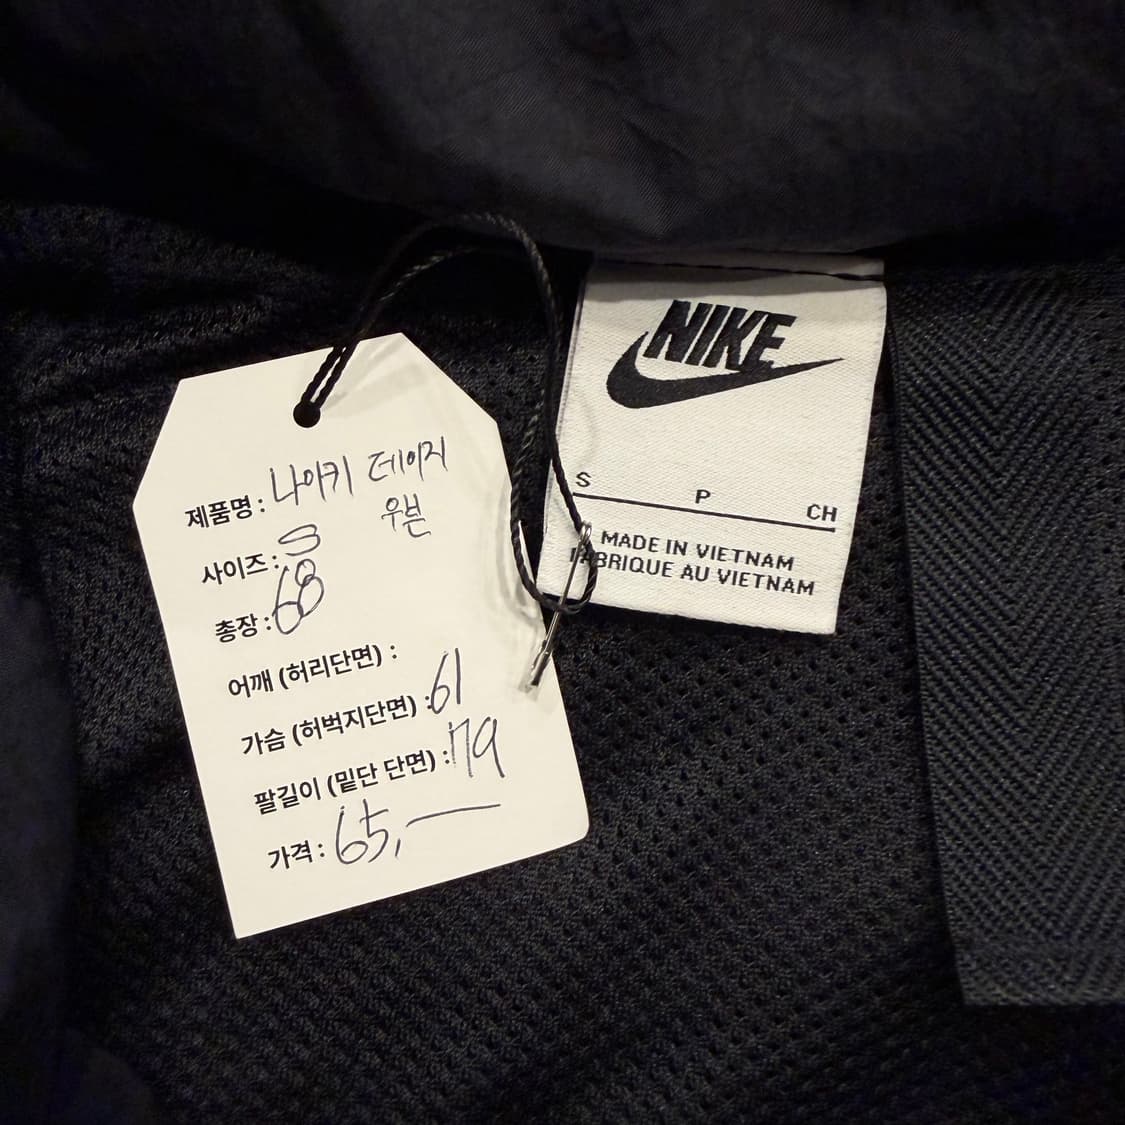 제품명 : 나이키 데이지
우븐
사이즈 : S
총장 : 68
어깨 (허리단면) :
가슴 (허벅지단면) : 61
팔길이 (밑단 단면) : 79
가격 : 65,—
NIKE
S P CH
MADE IN VIETNAM
FABRIQUE AU VIETNAM